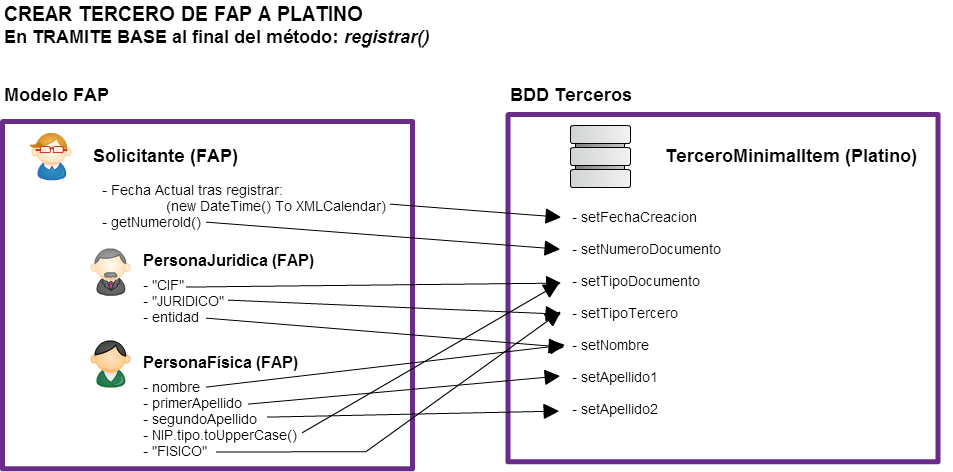 CREAR TERCERO DE FAP A PLATINO
En TRAMITE BASE al final del método: registrar()
Modelo FAP
Solicitante (FAP)
- Fecha Actual tras registrar:
(new DateTime() To XMLCalendar)
- getNumeroId()
PersonaJuridica (FAP)
- "CIF"
- "JURIDICO"
- entidad
PersonaFísica (FAP)
- nombre
- primerApellido
- segundoApellido
- NIP.tipo.toUpperCase()
- "FISICO"
BDD Terceros
TerceroMinimalItem (Platino)
- setFechaCreacion
- setNumeroDocumento
- setTipoDocumento
- setTipoTercero
- setNombre
- setApellido1
- setApellido2